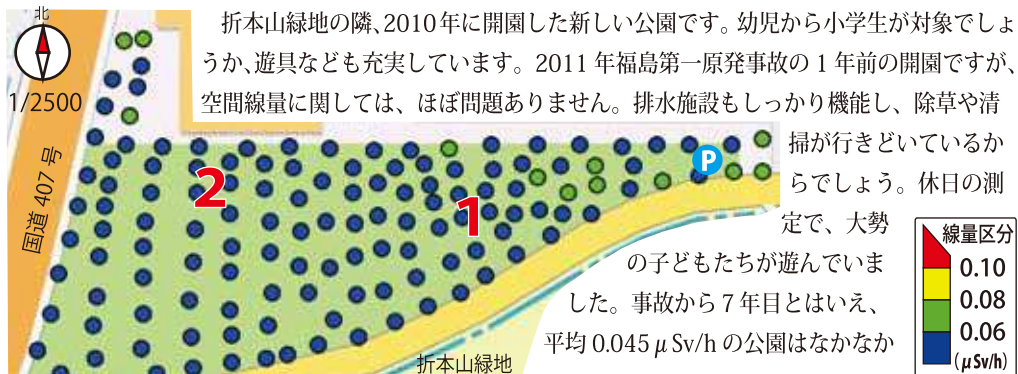 北
1/2500
国道 407 号
折本山緑地の隣、2010年に開園した新しい公園です。幼児から小学生が対象でしょ
うか、遊具なども充実しています。2011 年福島第一原発事故の 1 年前の開園ですが、
空間線量に関しては、ほぼ問題ありません。排水施設もしっかり機能し、除草や清
掃が行きどいているか
らでしょう。休日の測
定で、大勢
の子どもたちが遊んでいま
した。事故から 7 年目とはいえ、
平均 0.045 μ Sv/h の公園はなかなか
2
1
P
折本山緑地
線量区分
0.10
0.08
0.06
(μSv/h)